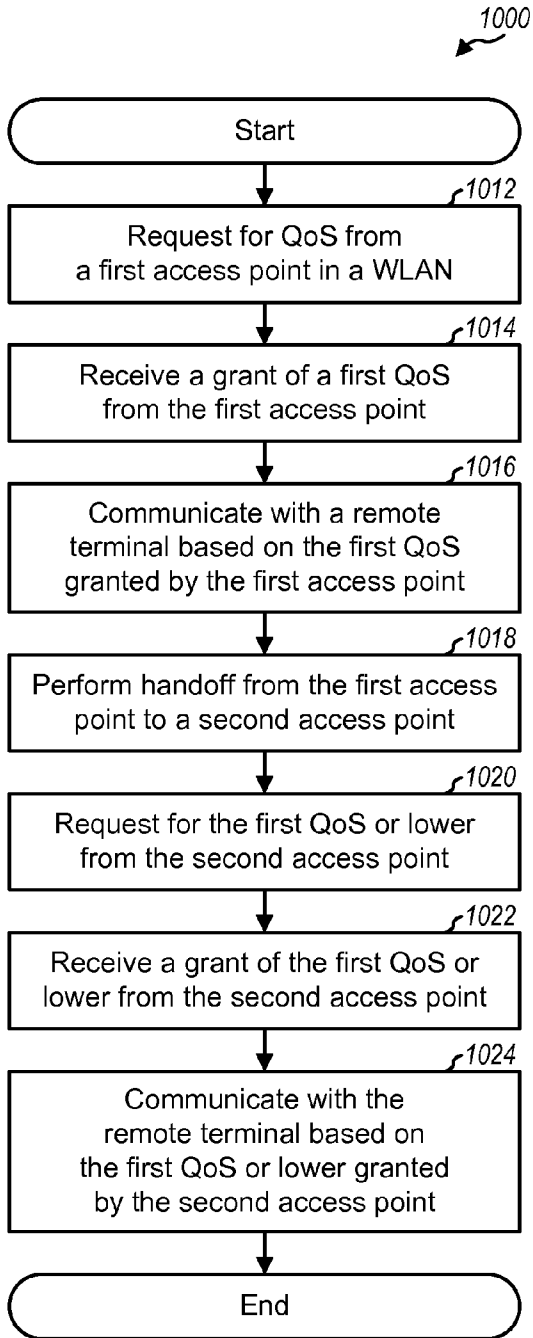 1000
Start
1012
Request for QoS from
a first access point in a WLAN
1014
Receive a grant of a first QoS
from the first access point
1016
Communicate with a remote
terminal based on the first QoS
granted by the first access point
1018
Perform handoff from the first access
point to a second access point
1020
Request for the first QoS or lower
from the second access point
1022
Receive a grant of the first QoS or
lower from the second access point
1024
Communicate with the
remote terminal based on
the first QoS or lower granted
by the second access point
End